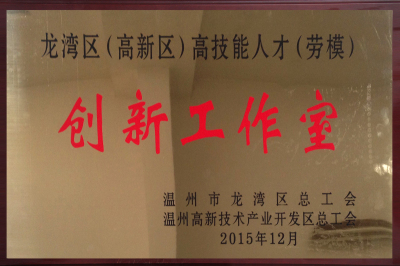 龙湾区(高新区)高技能人才(劳模)
创新工作室
温州市龙湾区总工会
温州高新技术产业开发区总工会
2015年12月